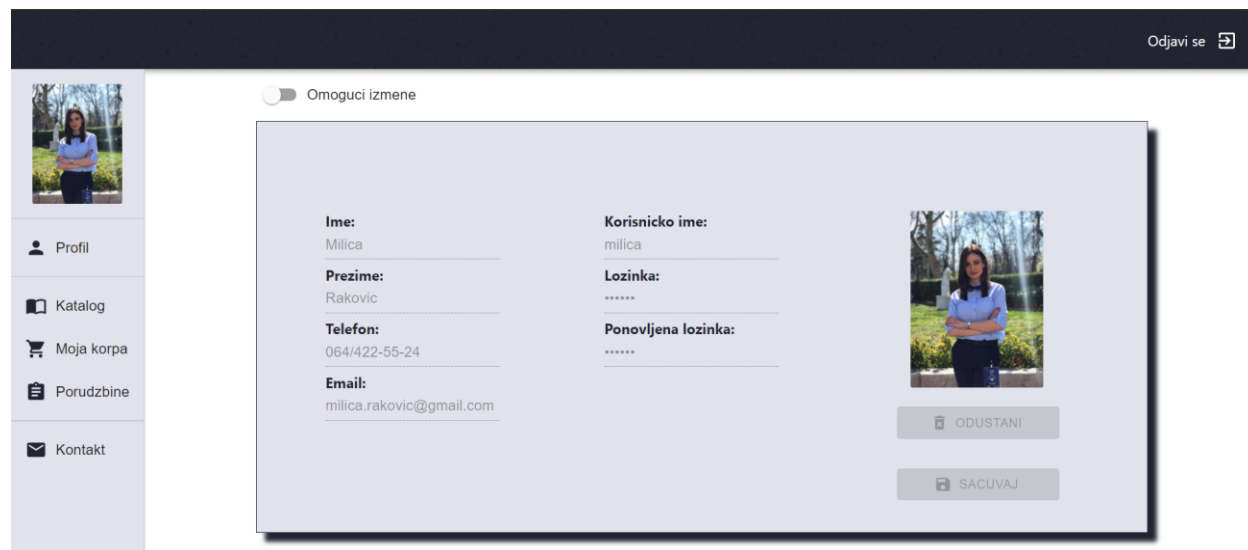 Odjavi se
Omoguci izmene
Profil
Katalog
Moja korpa
Porudzbine
Kontakt
Ime:
Milica
Prezime:
Rakovic
Telefon:
064/422-55-24
Email:
milica.rakovic@gmail.com
Korisnicko ime:
milica
Lozinka:
••••••
Ponovljena lozinka:
••••••
ODUSTANI
SACUVAJ